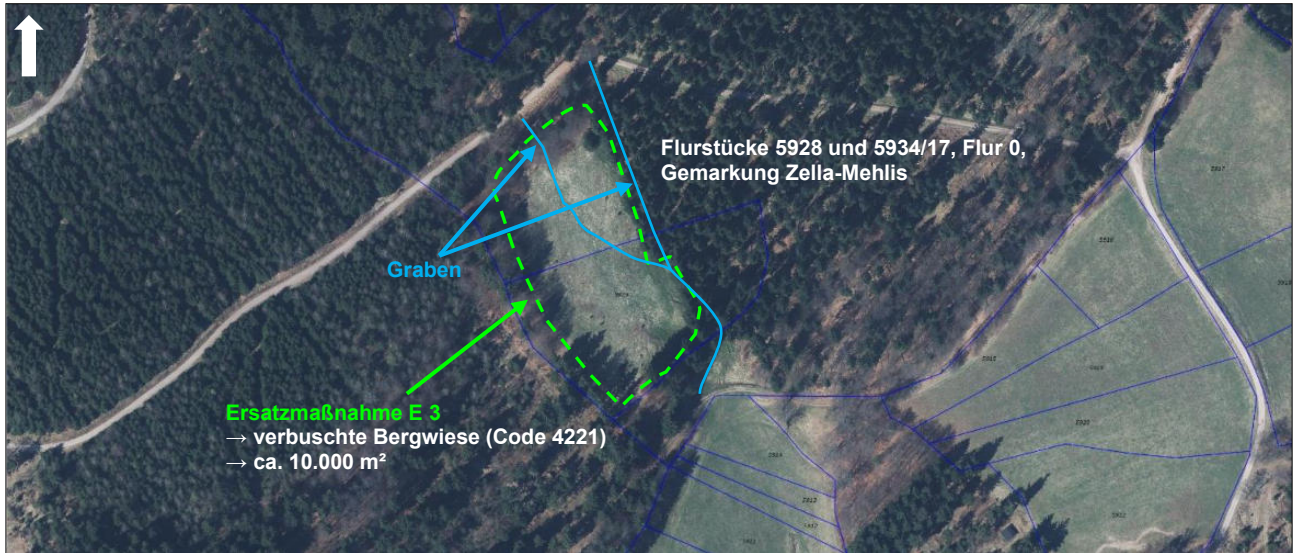 Flurstücke 5928 und 5934/17, Flur 0,
Gemarkung Zella-Mehlis
Graben
Ersatzmaßnahme E 3
→ verbuschte Bergwiese (Code 4221)
→ ca. 10.000 m²